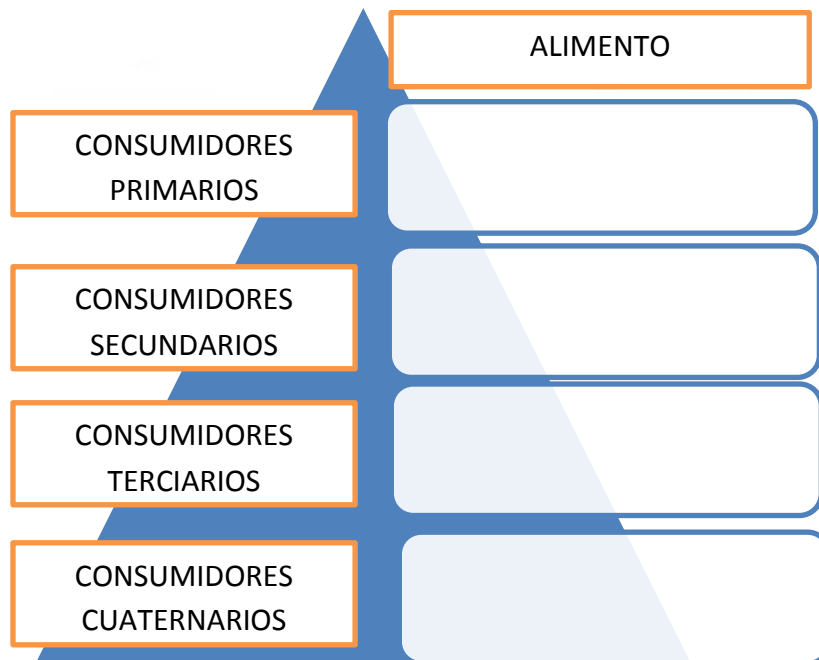 ALIMENTO
CONSUMIDORES
PRIMARIOS
CONSUMIDORES
SECUNDARIOS
CONSUMIDORES
TERCIARIOS
CONSUMIDORES
CUATERNARIOS